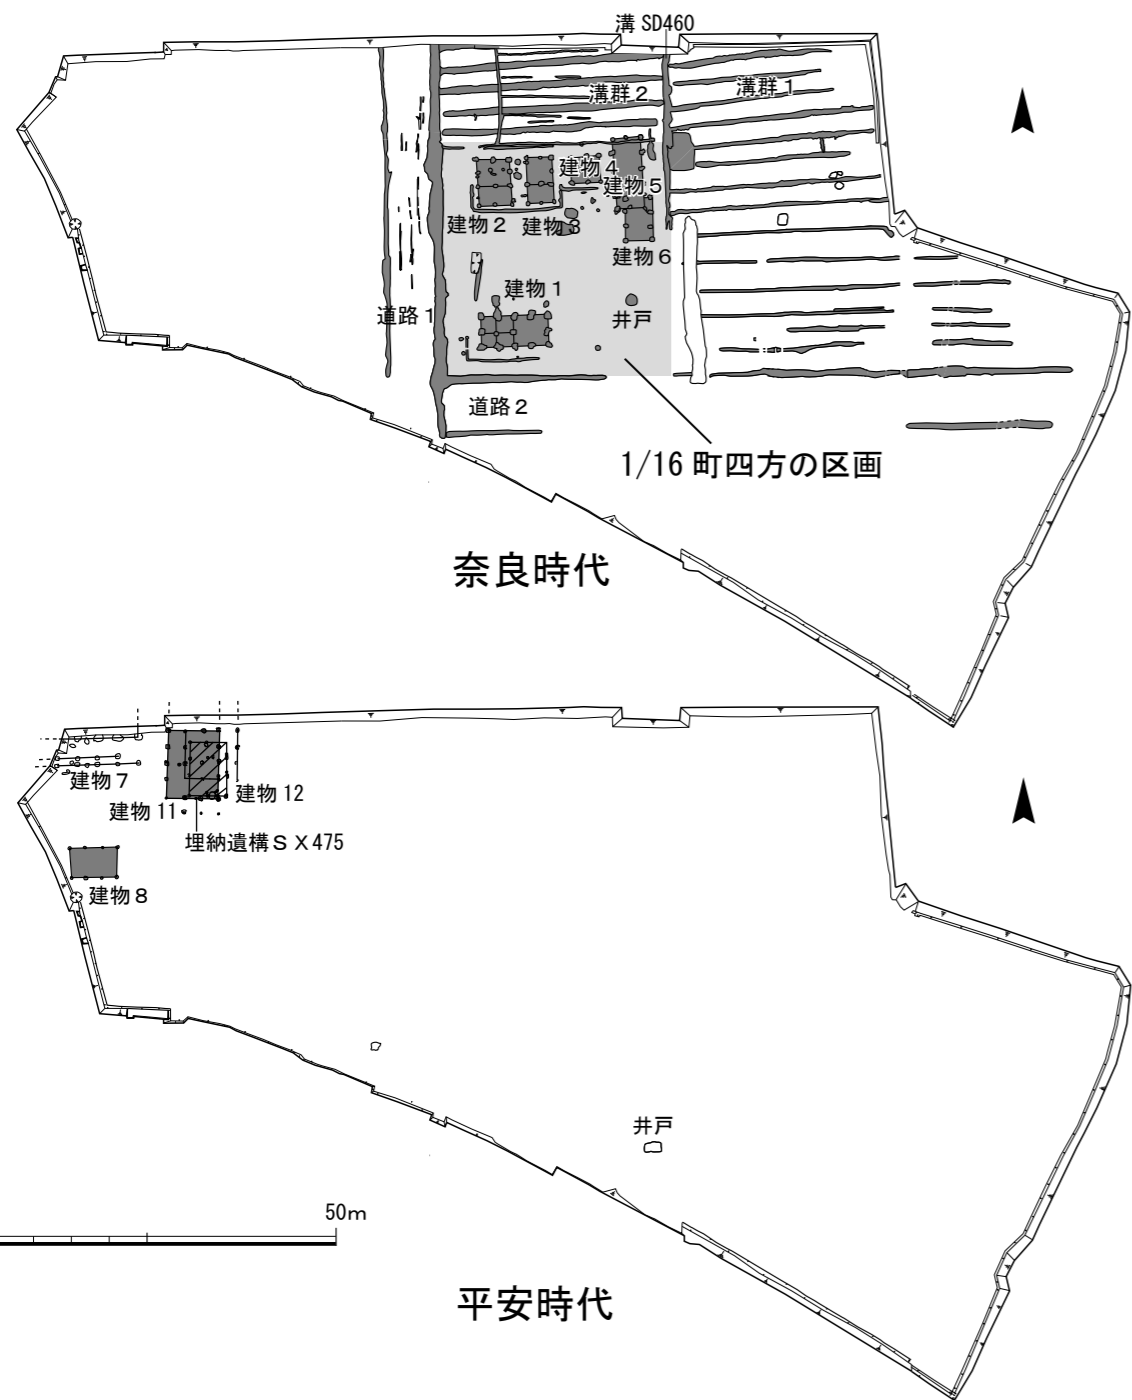 溝 SD460
溝群２
溝群１
建物４
建物５
建物２
建物３
建物６
建物１
道路１
井戸
道路２
1/16 町四方の区画
奈良時代
建物７
建物 11
建物 12
埋納遺構ＳＸ475
建物８
井戸
50ｍ
平安時代